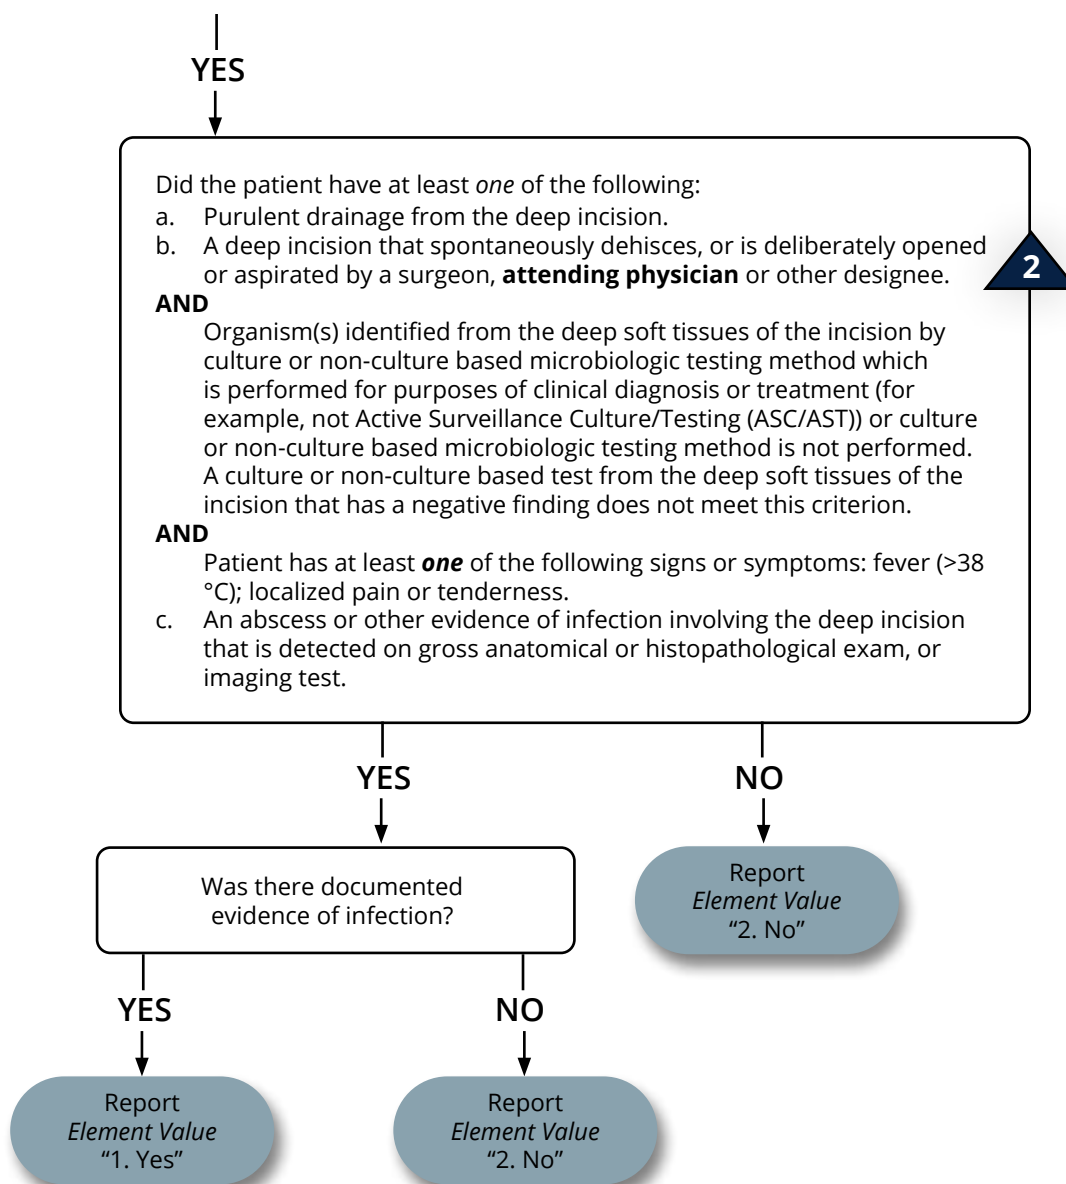 YES
Did the patient have at least one of the following:
a. Purulent drainage from the deep incision.
b. A deep incision that spontaneously dehisces, or is deliberately opened
or aspirated by a surgeon, attending physician or other designee.
2
AND
Organism(s) identified from the deep soft tissues of the incision by
culture or non-culture based microbiologic testing method which
is performed for purposes of clinical diagnosis or treatment (for
example, not Active Surveillance Culture/Testing (ASC/AST)) or culture
or non-culture based microbiologic testing method is not performed.
A culture or non-culture based test from the deep soft tissues of the
incision that has a negative finding does not meet this criterion.
AND
Patient has at least one of the following signs or symptoms: fever (>38
°C); localized pain or tenderness.
c. An abscess or other evidence of infection involving the deep incision
that is detected on gross anatomical or histopathological exam, or
imaging test.
YES
NO
Was there documented
evidence of infection?
Report
Element Value
“2. No”
YES
NO
Report
Element Value
“1. Yes”
Report
Element Value
“2. No”